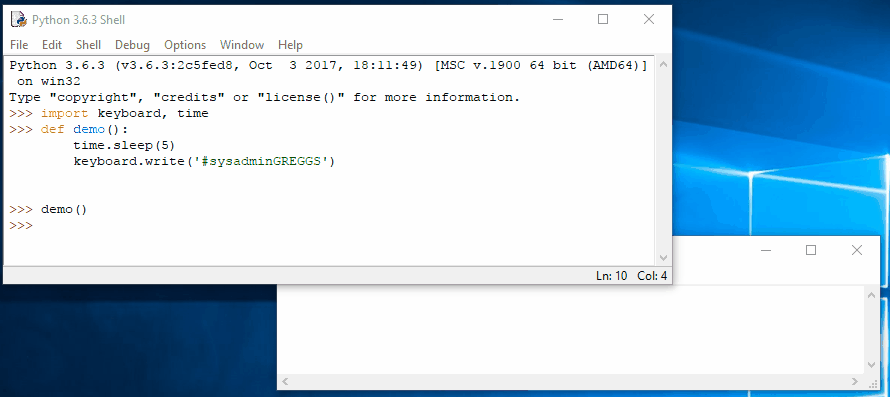 Python 3.6.3 Shell
File Edit Shell Debug Options Window Help
Python 3.6.3 (v3.6.3:2c5fed8, Oct  3 2017, 18:11:49) [MSC v.1900 64 bit (AMD64)]
 on win32
Type "copyright", "credits" or "license()" for more information.
>>> import keyboard, time
>>> def demo():
        time.sleep(5)
        keyboard.write('#sysadminGREGGS')
>>> demo()
>>>
Ln: 10 Col: 4